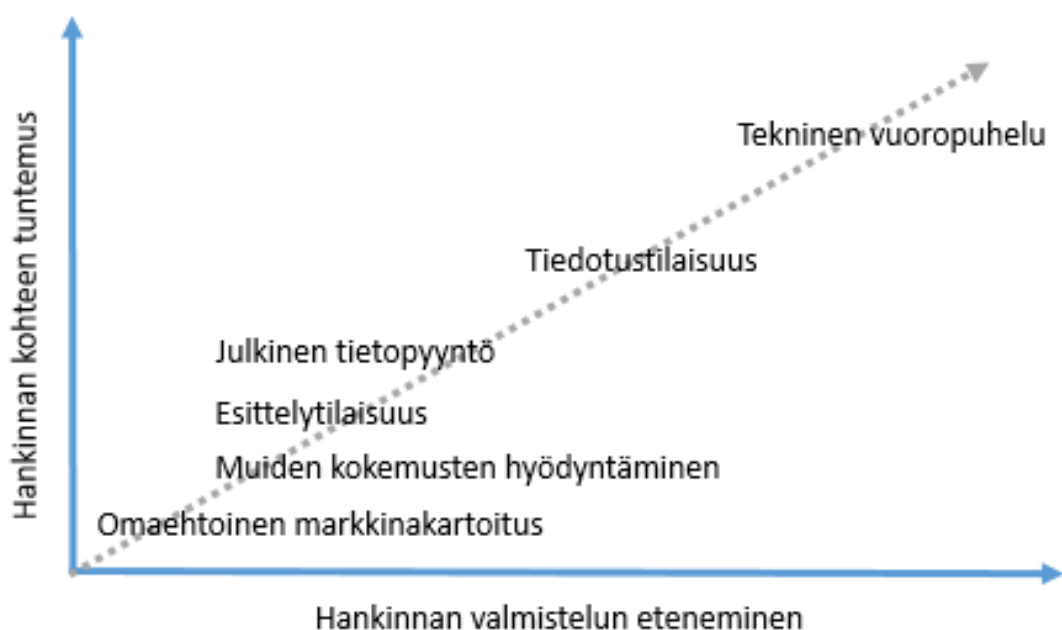 Hankinnan kohteen tuntemus
Tekninen vuoropuhelu
Tiedotustilaisuus
Julkinen tietopyyntö
Esittelytilaisuus
Muiden kokemusten hyödyntäminen
Omaehtoinen markkinakartoitus
Hankinnan valmistelun eteneminen